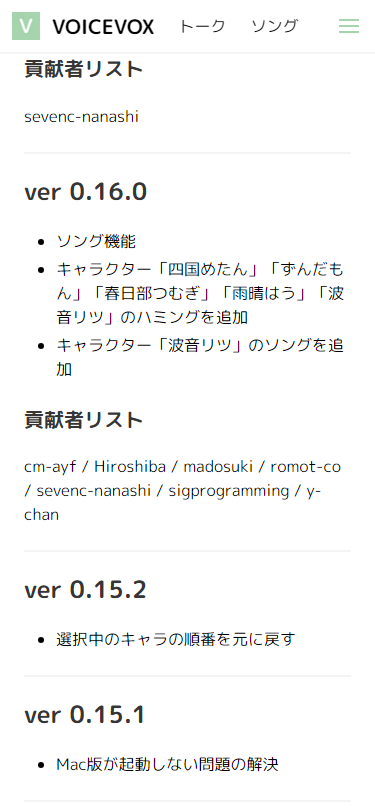 V VOICEVOX トーク ソング
貢献者リスト
sevenc-nanashi
ver 0.16.0
ソング機能
キャラクター「四国めたん」「ずんだも
ん」「春日部つむぎ」「雨晴はう」「波
音リツ」のハミングを追加
キャラクター「波音リツ」のソングを追
加
貢献者リスト
cm-ayf / Hiroshiba / madosuki / romot-co
/ sevenc-nanashi / sigprogramming / y-
chan
ver 0.15.2
選択中のキャラの順番を元に戻す
ver 0.15.1
Mac版が起動しない問題の解決